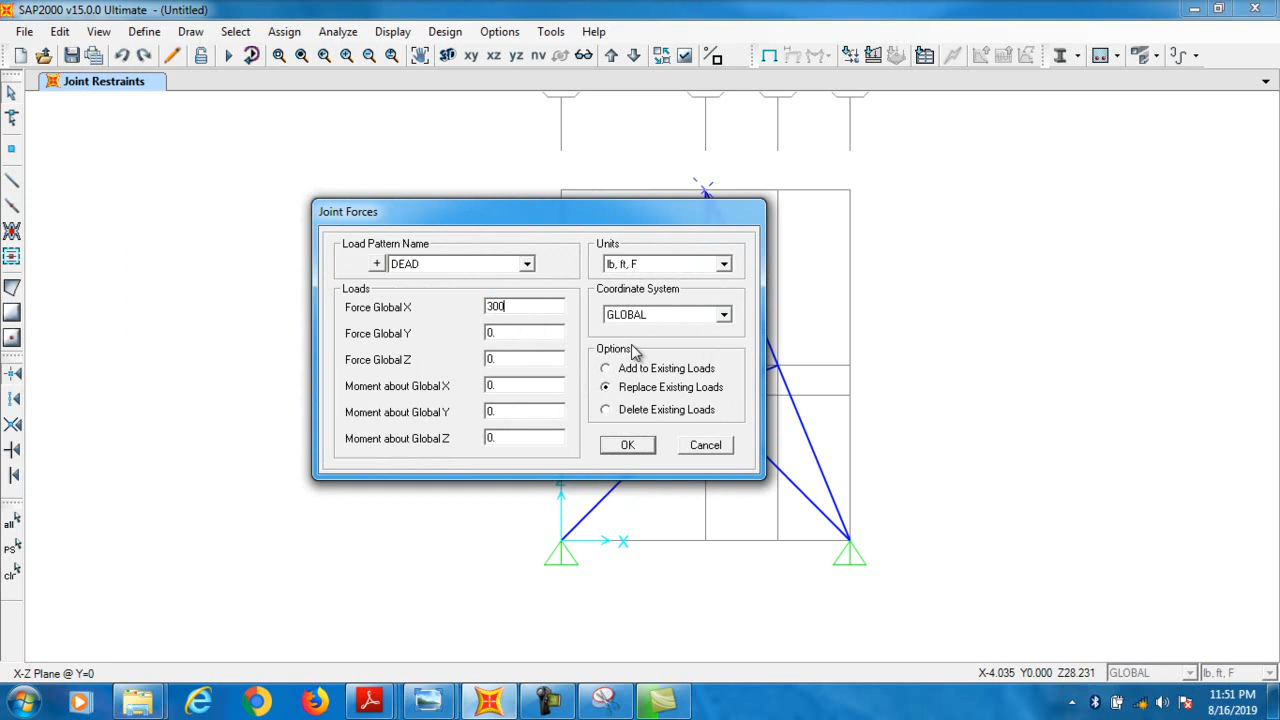 SAP2000 v15.0.0 Ultimate - (Untitled)
File Edit View Define Draw Select Assign Analyze Display Design Options Tools Help
3D xy xz yz nv
Joint Restraints
Joint Forces
Load Pattern Name
+ DEAD
Units
lb, ft, F
Loads
Force Global X 300
Force Global Y 0.
Force Global Z 0.
Moment about Global X 0.
Moment about Global Y 0.
Moment about Global Z 0.
Coordinate System
GLOBAL
Options
Add to Existing Loads
Replace Existing Loads
Delete Existing Loads
OK Cancel
X
all
PS
clr
X-Z Plane @ Y=0
X-4.035 Y0.000 Z28.231
GLOBAL
lb, ft, F
11:51 PM
8/16/2019